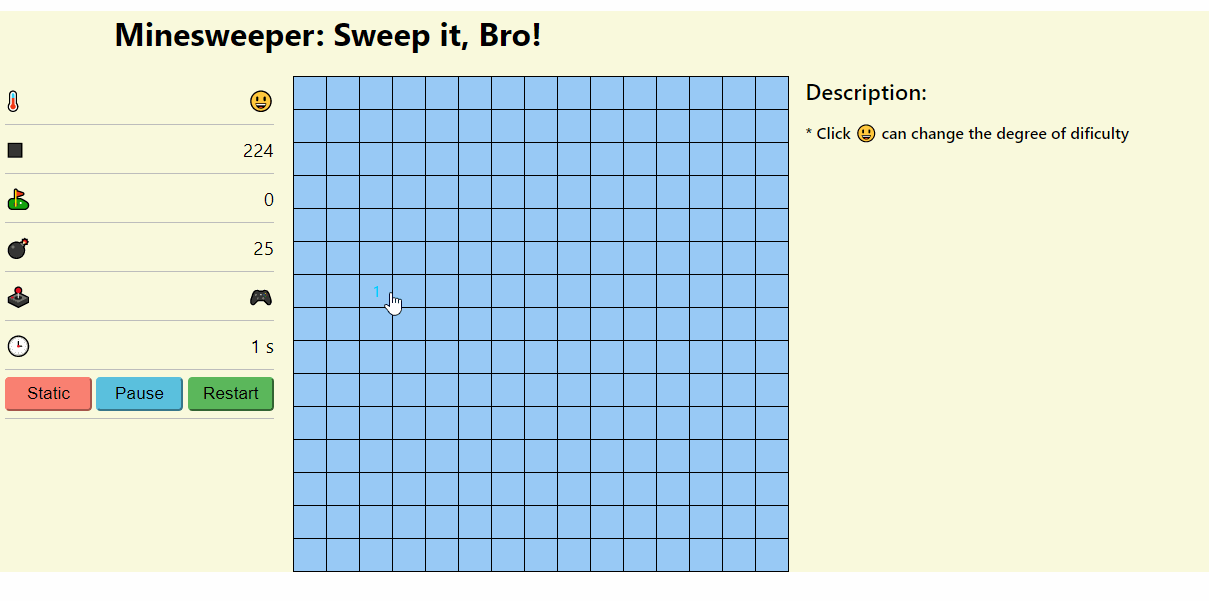 Minesweeper: Sweep it, Bro!
224
0
25
1 s
Static Pause Restart
1
Description:
* Click 😃 can change the degree of dificulty